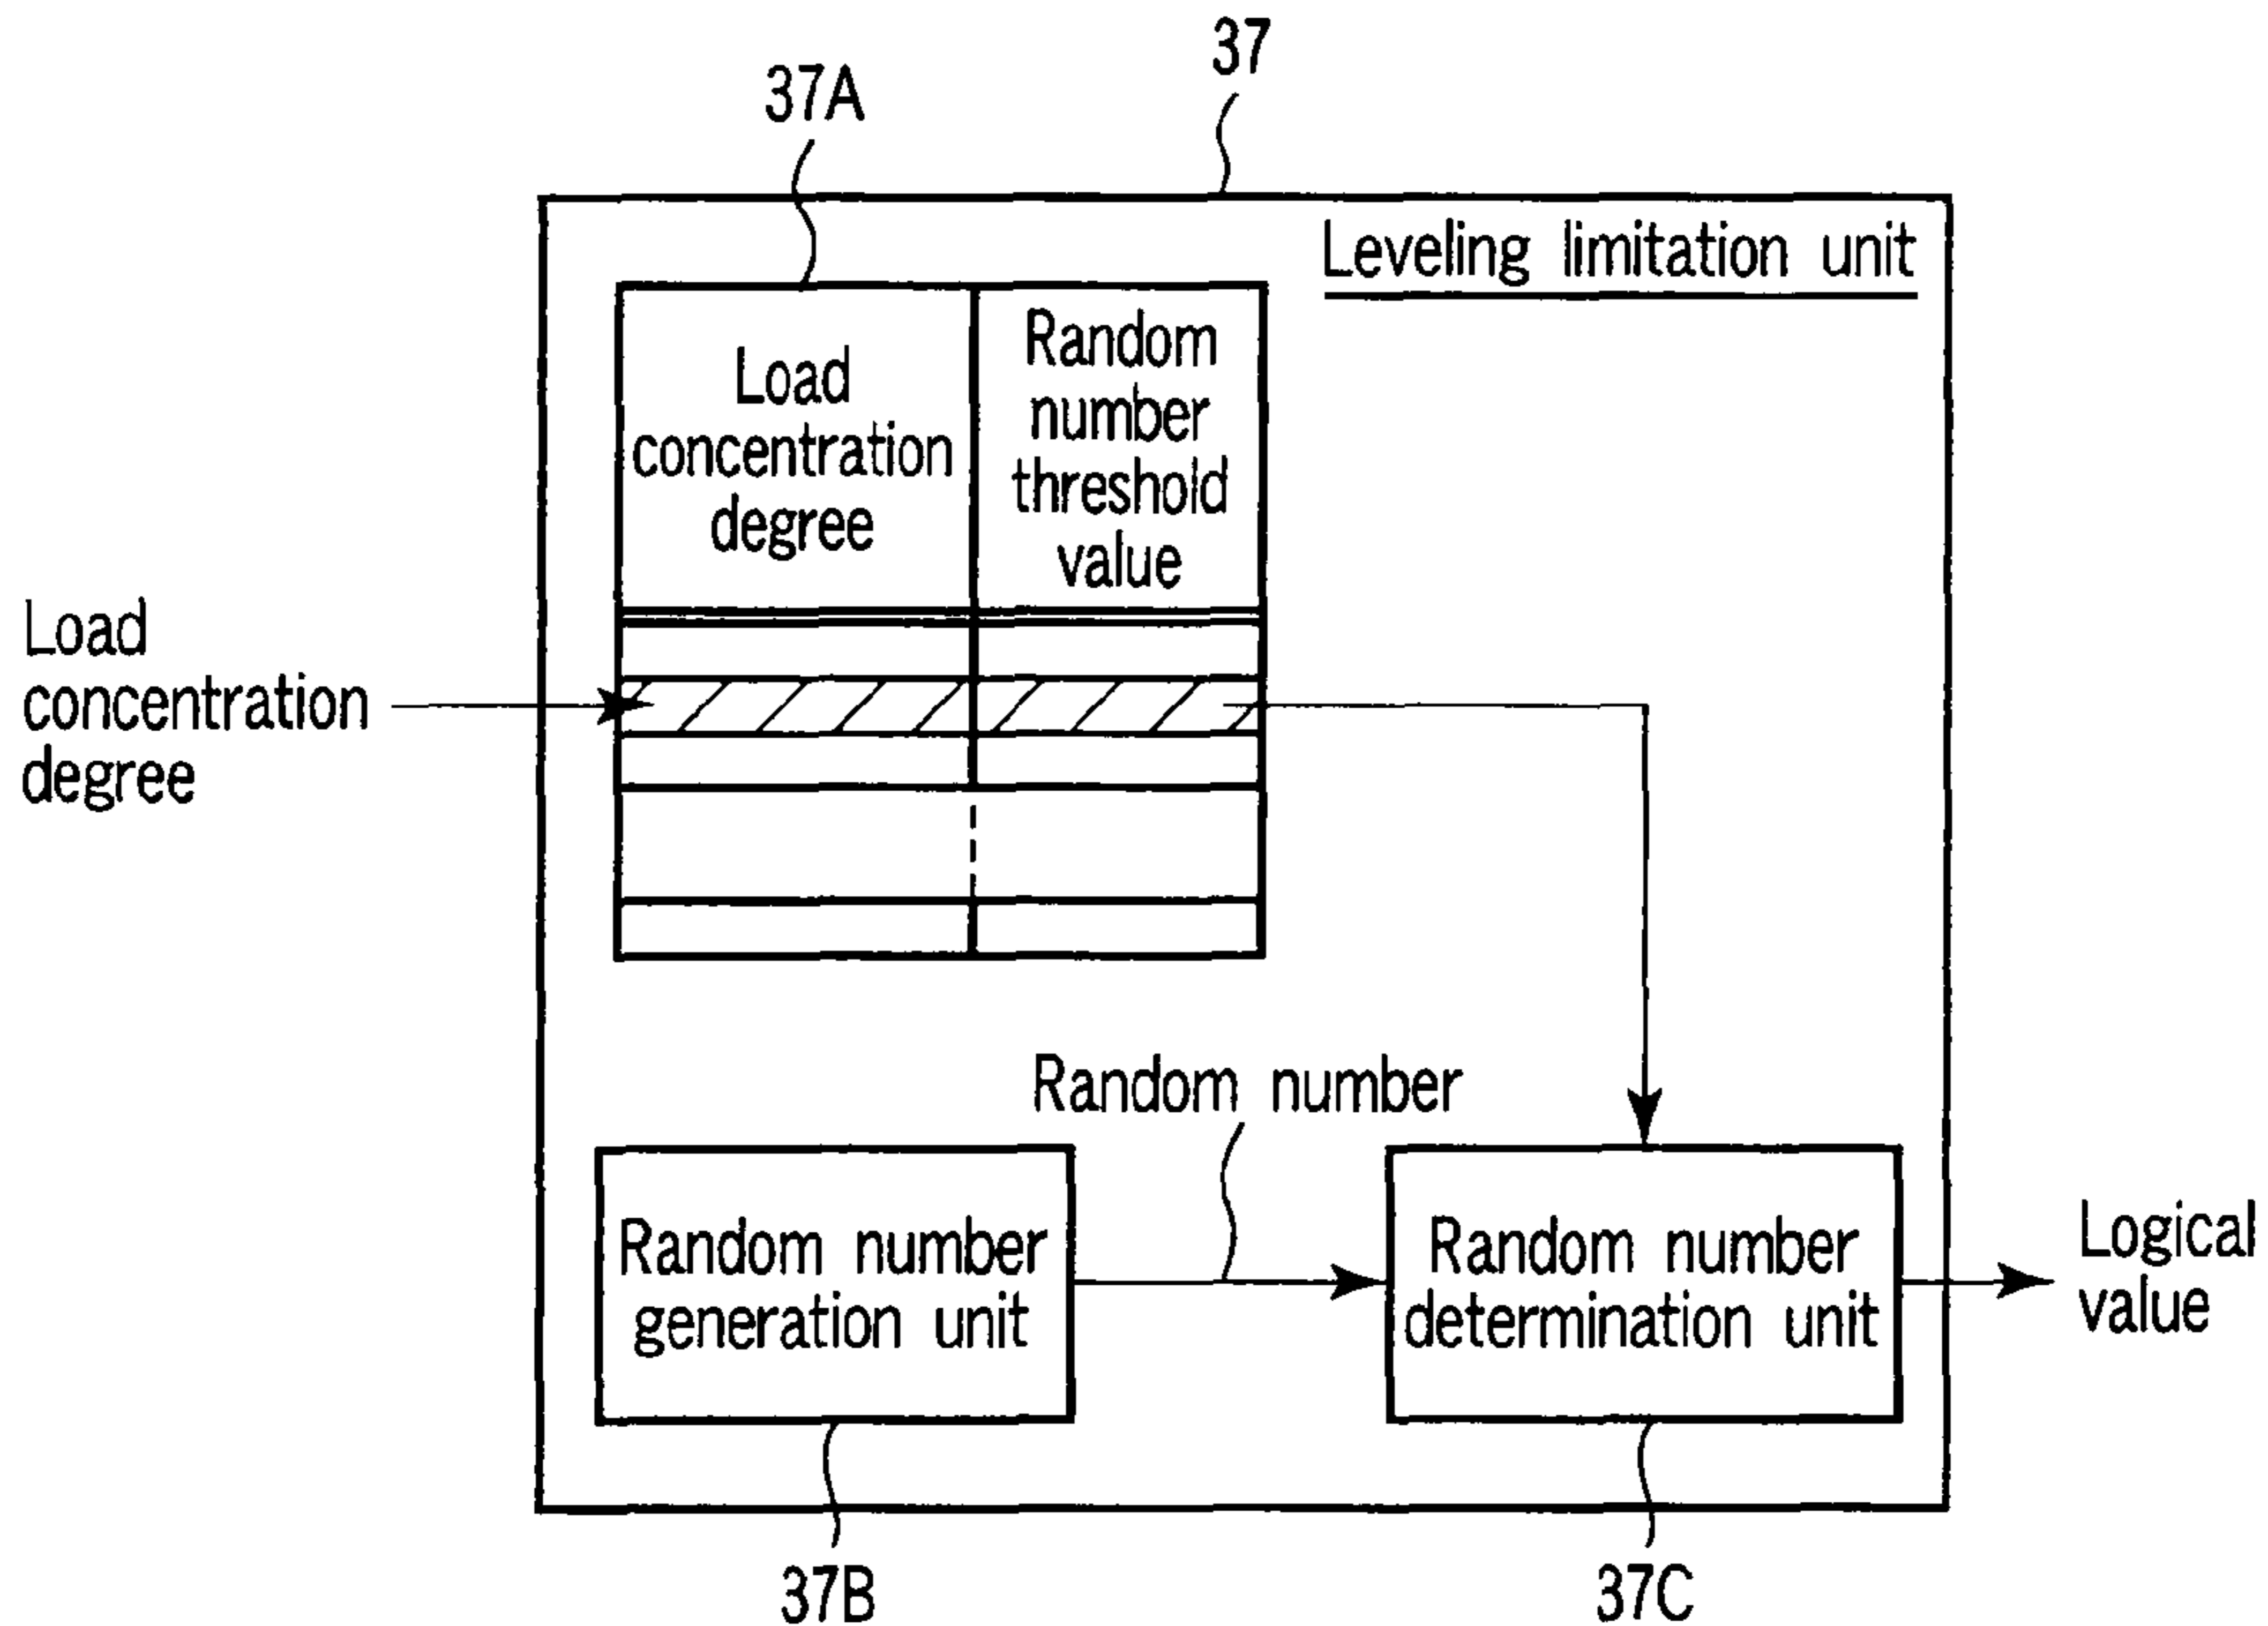 37
37A
Leveling limitation unit
Load
concentration
degree
Random
number
threshold
value
Load
concentration
degree
Random number
Random number
generation unit
Random number
determination unit
Logical
value
37B
37C